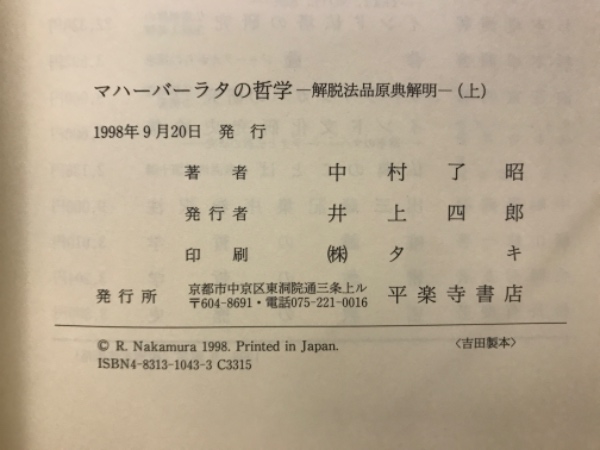 マハーバーラタの哲学 ―解脱法品原典解明―(上)
1998年9月20日 発行
著者 中村了昭
発行者 井上四郎
印刷 ㈱タキ
発行所 京都市中京区東洞院通三条上ル 平楽寺書店
〒604-8691・電話075-221-0016
© R. Nakamura 1998. Printed in Japan. 〈吉田製本〉
ISBN4-8313-1043-3 C3315